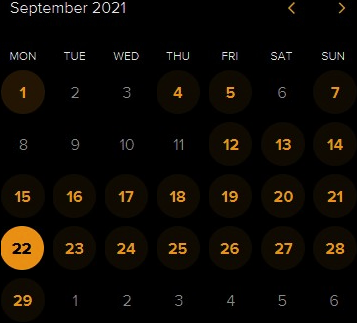 September 2021
MON TUE WED THU FRI SAT SUN
1 2 3 4 5 6 7
8 9 10 11 12 13 14
15 16 17 18 19 20 21
22 23 24 25 26 27 28
29 1 2 3 4 5 6